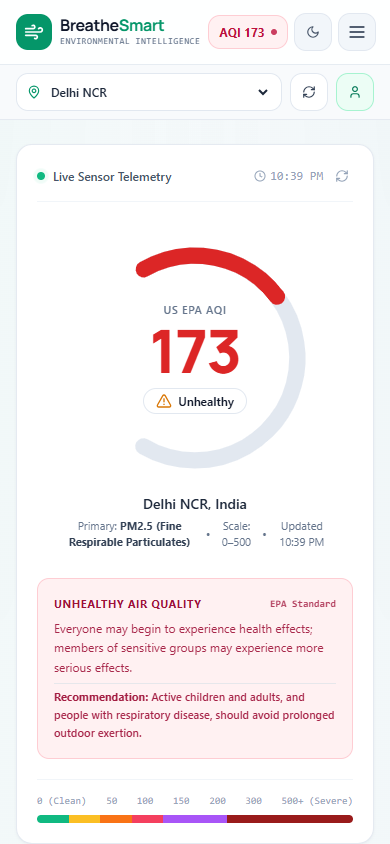 BreatheSmart
ENVIRONMENTAL INTELLIGENCE
AQI 173
Delhi NCR
Live Sensor Telemetry
10:39 PM
US EPA AQI
173
Unhealthy
Delhi NCR, India
Primary: PM2.5 (Fine Respirable Particulates)
•
Scale: 0–500
•
Updated 10:39 PM
UNHEALTHY AIR QUALITY
EPA Standard
Everyone may begin to experience health effects;
members of sensitive groups may experience more
serious effects.
Recommendation: Active children and adults, and
people with respiratory disease, should avoid prolonged
outdoor exertion.
0 (Clean) 50 100 150 200 300 500+ (Severe)